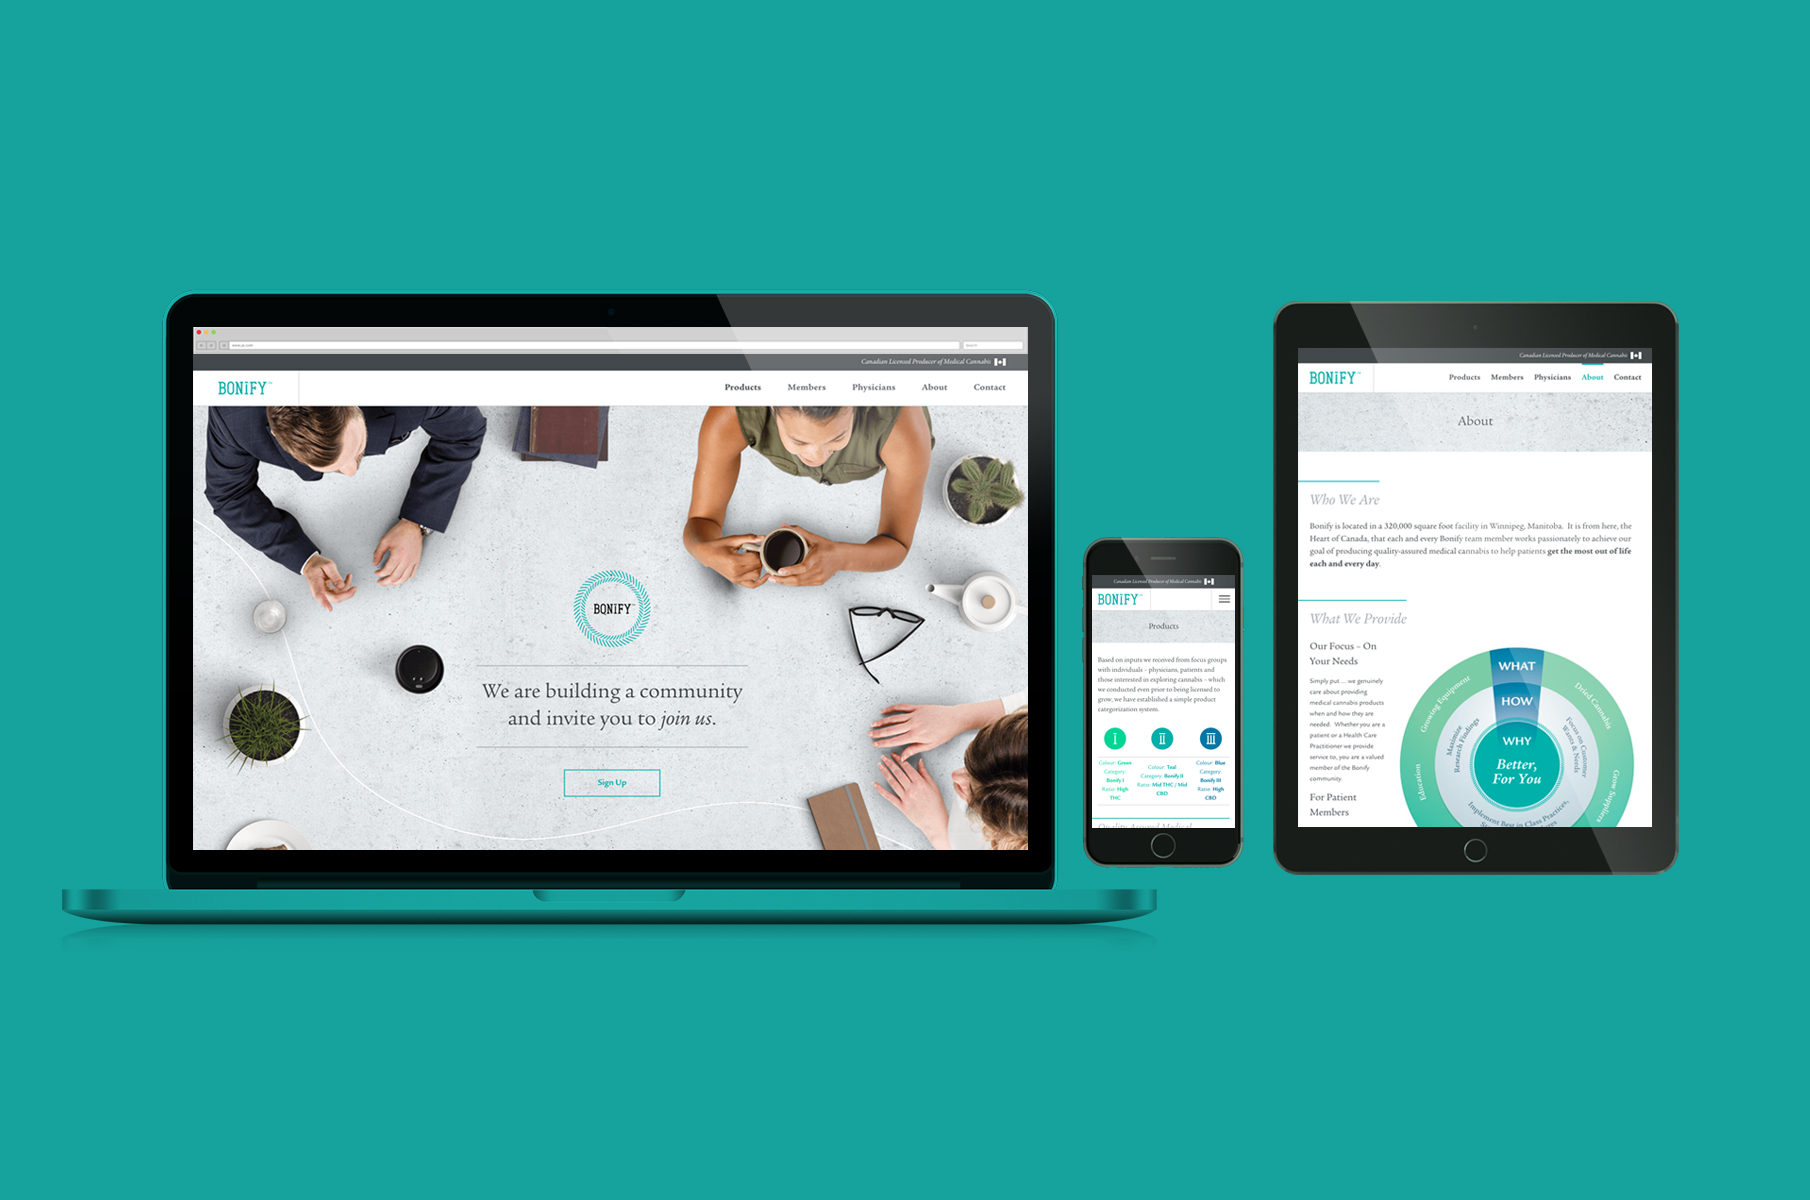 www.yo.com
Search
Canadian Licensed Producer of Medical Cannabis
BONiFY™
Products
Members
Physicians
About
Contact
BONiFY™
We are building a community
and invite you to join us.
Sign Up
Canadian Licensed Producer of Medical Cannabis
BONiFY™
Products
Based on inputs we received from focus groups
with individuals – physicians, patients and
those interested in exploring cannabis – which
we conducted even prior to being licensed to
grow, we have established a simple product
categorization system.
i
ii
iii
Colour: Green
Category:
Bonify I
Ratio: High
THC
Colour: Teal
Category: Bonify II
Ratio: Mid THC / Mid
CBD
Colour: Blue
Category:
Bonify III
Ratio: High
CBD
Quality Assured Medical
Canadian Licensed Producer of Medical Cannabis
BONiFY™
Products
Members
Physicians
About
Contact
About
Who We Are
Bonify is located in a 320,000 square foot facility in Winnipeg, Manitoba. It is from here, the
Heart of Canada, that each and every Bonify team member works passionately to achieve our
goal of producing quality-assured medical cannabis to help patients get the most out of life
each and every day.
What We Provide
Our Focus – On
Your Needs
Simply put ... we genuinely
care about providing
medical cannabis products
when and how they are
needed. Whether you are a
patient or a Health Care
Practitioner we provide
service to, you are a valued
member of the Bonify
community.
For Patient
Members
WHAT
HOW
WHY
Better,
For You
Growing Equipment
Dried Cannabis
Education
Grow Suppliers
Maximize
Research Findings
Focus on Customer
Wants & Needs
Implement Best in Class Practices,